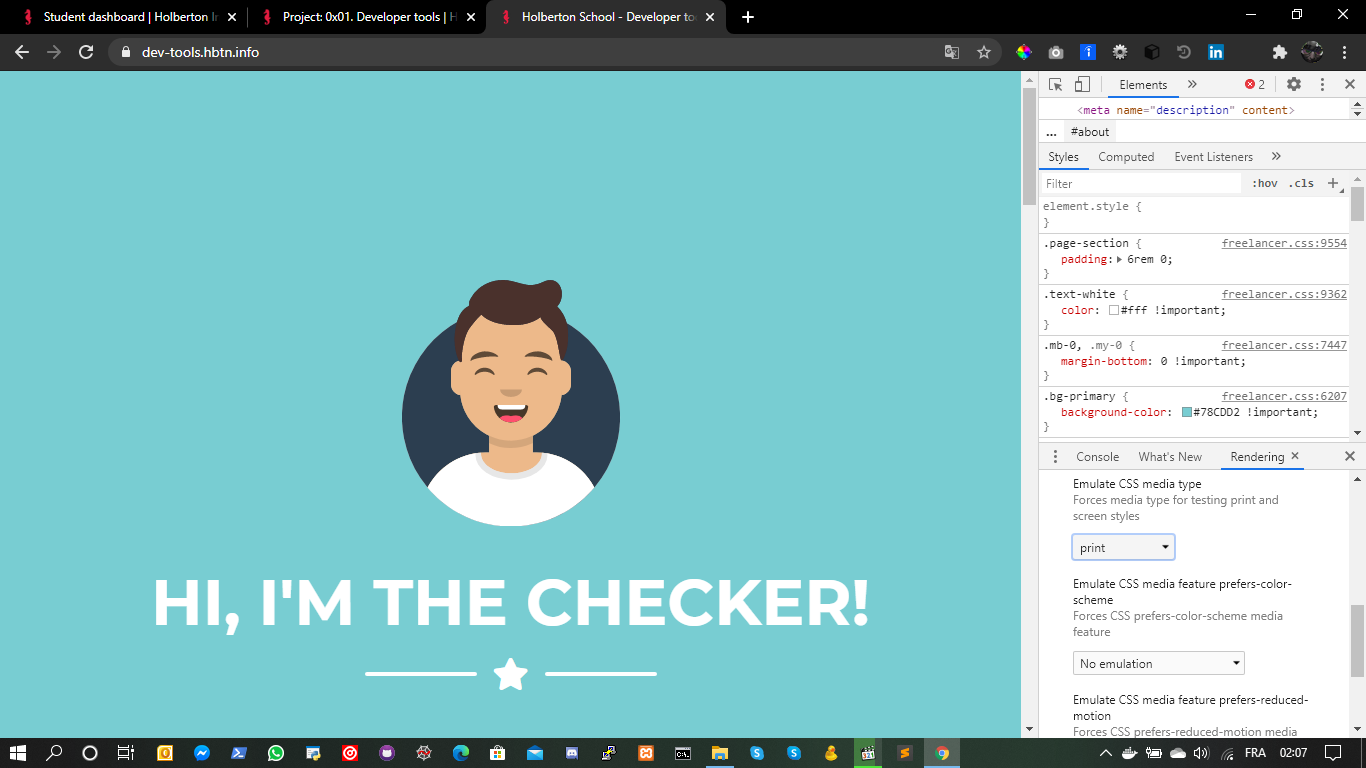 Student dashboard | Holberton In
Project: 0x01. Developer tools | H
Holberton School - Developer to
dev-tools.hbtn.info
Elements
2
<meta name="description" content>
... #about
Styles Computed Event Listeners
Filter :hov .cls
element.style {
}
.page-section { freelancer.css:9554
padding: 6rem 0;
}
.text-white { freelancer.css:9362
color: #fff !important;
}
.mb-0, .my-0 { freelancer.css:7447
margin-bottom: 0 !important;
}
.bg-primary { freelancer.css:6207
background-color: #78CDD2 !important;
}
Console What's New Rendering
Emulate CSS media type
Forces media type for testing print and
screen styles
print
Emulate CSS media feature prefers-color-
scheme
Forces CSS prefers-color-scheme media
feature
No emulation
Emulate CSS media feature prefers-reduced-
motion
Forces CSS prefers-reduced-motion media
HI, I'M THE CHECKER!
FRA 02:07